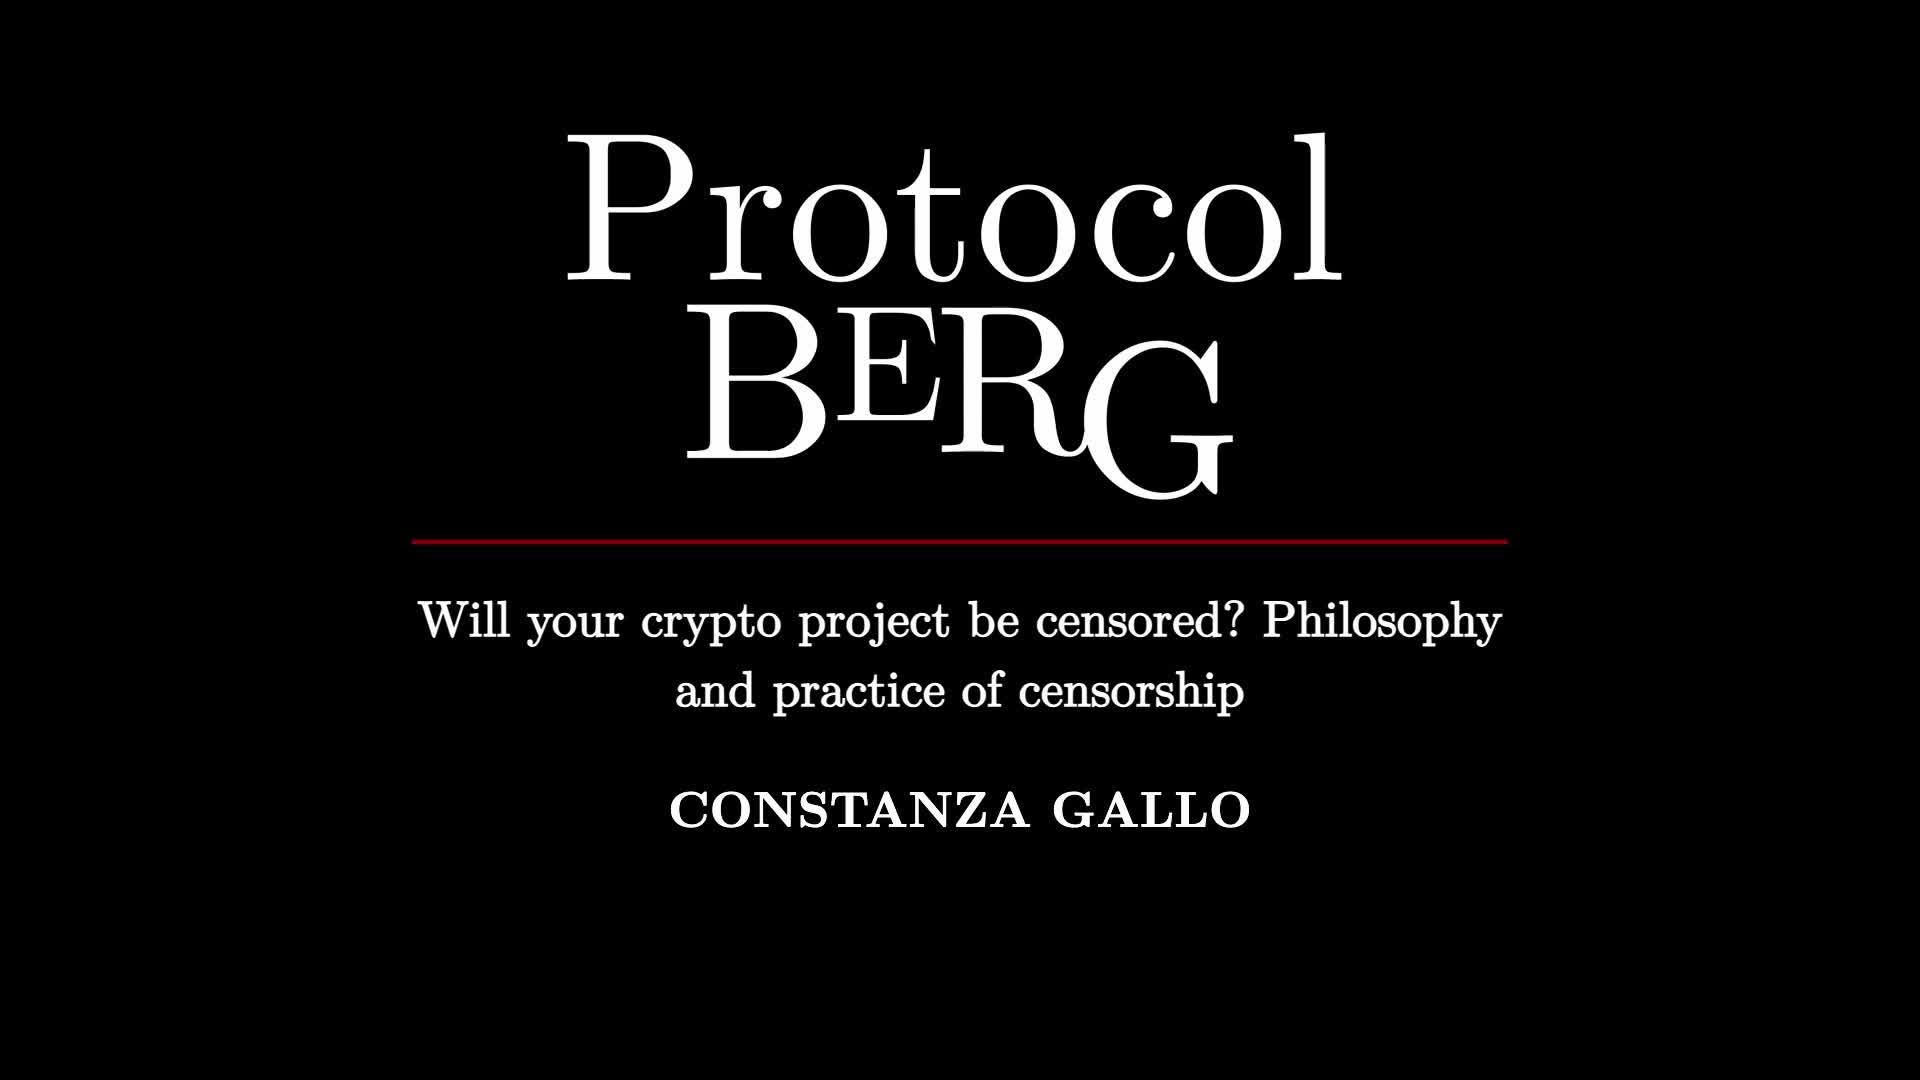 Protocol
BERG
Will your crypto project be censored? Philosophy
and practice of censorship
CONSTANZA GALLO